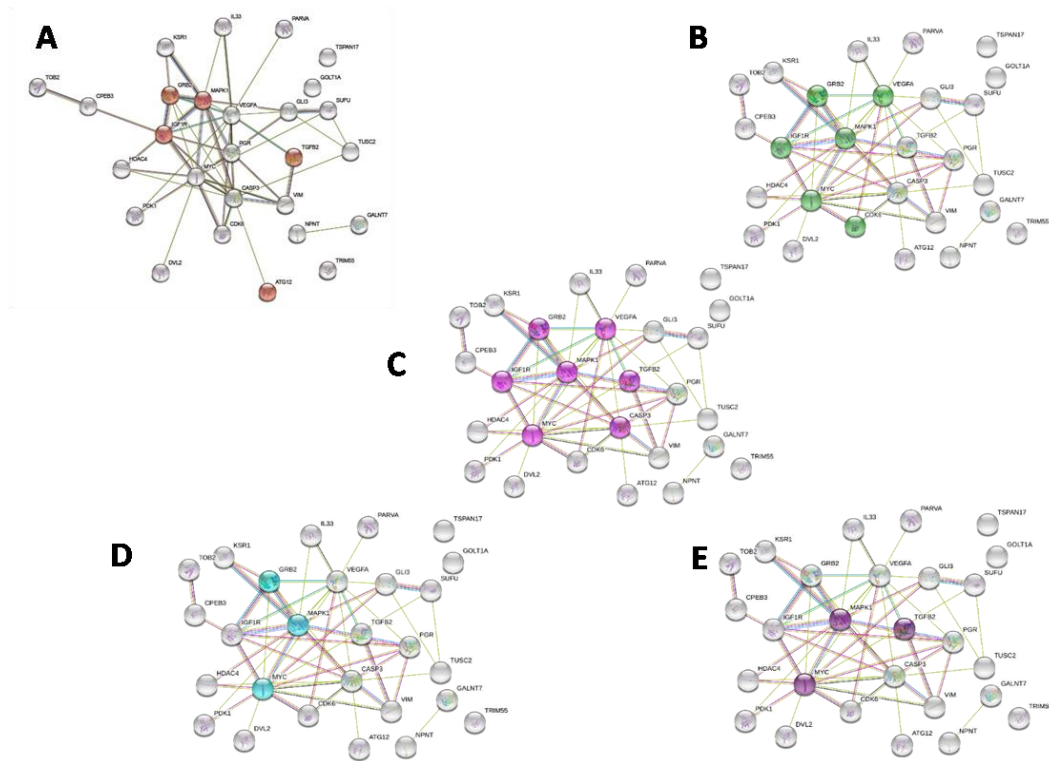 A
IL33
PARVA
KSR1
TSPAN17
TOB2
GRB2
MAPK1
GOLT1A
CPEB3
VEGFA
GLI3
SUFU
IGF1R
PGR
TUSC2
TGFB2
HDAC4
MYC
CASP3
VIM
PDK1
CDK6
NPNT
GALNT7
DVL2
TRIM55
ATG12
B
IL33
PARVA
TSPAN17
KSR1
GOLT1A
TOB2
GRB2
VEGFA
GLI3
SUFU
CPEB3
MAPK1
IGF1R
TGFB2
PGR
TUSC2
HDAC4
MYC
CASP3
GALNT7
PDK1
CDK6
VIM
TRIM55
DVL2
ATG12
NPNT
C
IL33
PARVA
TSPAN17
KSR1
GOLT1A
TOB2
GRB2
VEGFA
GLI3
SUFU
CPEB3
MAPK1
IGF1R
TGFB2
PGR
TUSC2
HDAC4
MYC
CASP3
GALNT7
PDK1
CDK6
VIM
TRIM55
DVL2
ATG12
NPNT
D
IL33
PARVA
TSPAN17
KSR1
GOLT1A
TOB2
GRB2
VEGFA
GLI3
SUFU
CPEB3
MAPK1
IGF1R
TGFB2
PGR
TUSC2
HDAC4
MYC
CASP3
GALNT7
PDK1
CDK6
VIM
TRIM55
DVL2
ATG12
NPNT
E
IL33
PARVA
TSPAN17
KSR1
GOLT1A
TOB2
GRB2
VEGFA
GLI3
SUFU
CPEB3
MAPK1
IGF1R
TGFB2
PGR
TUSC2
HDAC4
MYC
CASP3
GALNT7
PDK1
CDK6
VIM
TRIM55
DVL2
ATG12
NPNT